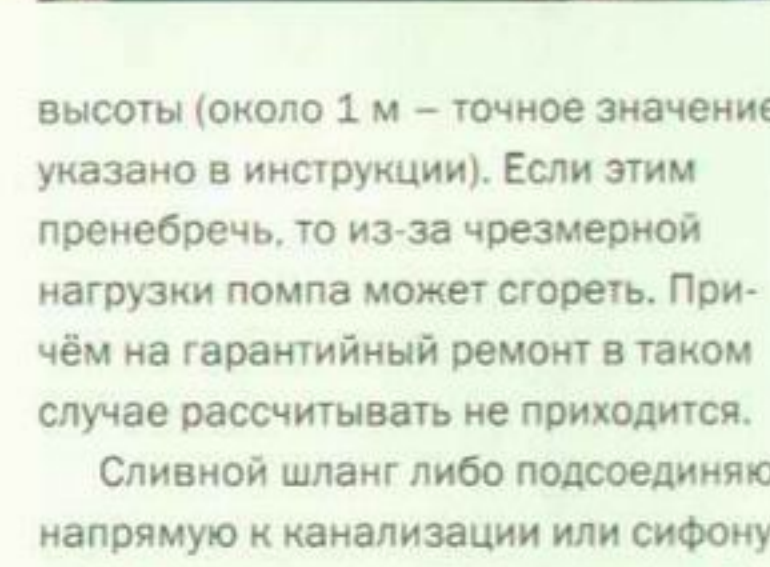 высоты (около 1 м – точное значение
указано в инструкции). Если этим
пренебречь, то из-за чрезмерной
нагрузки помпа может сгореть. При-
чём на гарантийный ремонт в таком
случае рассчитывать не приходится.
Сливной шланг либо подсоединяю
напрямую к канализации или сифону